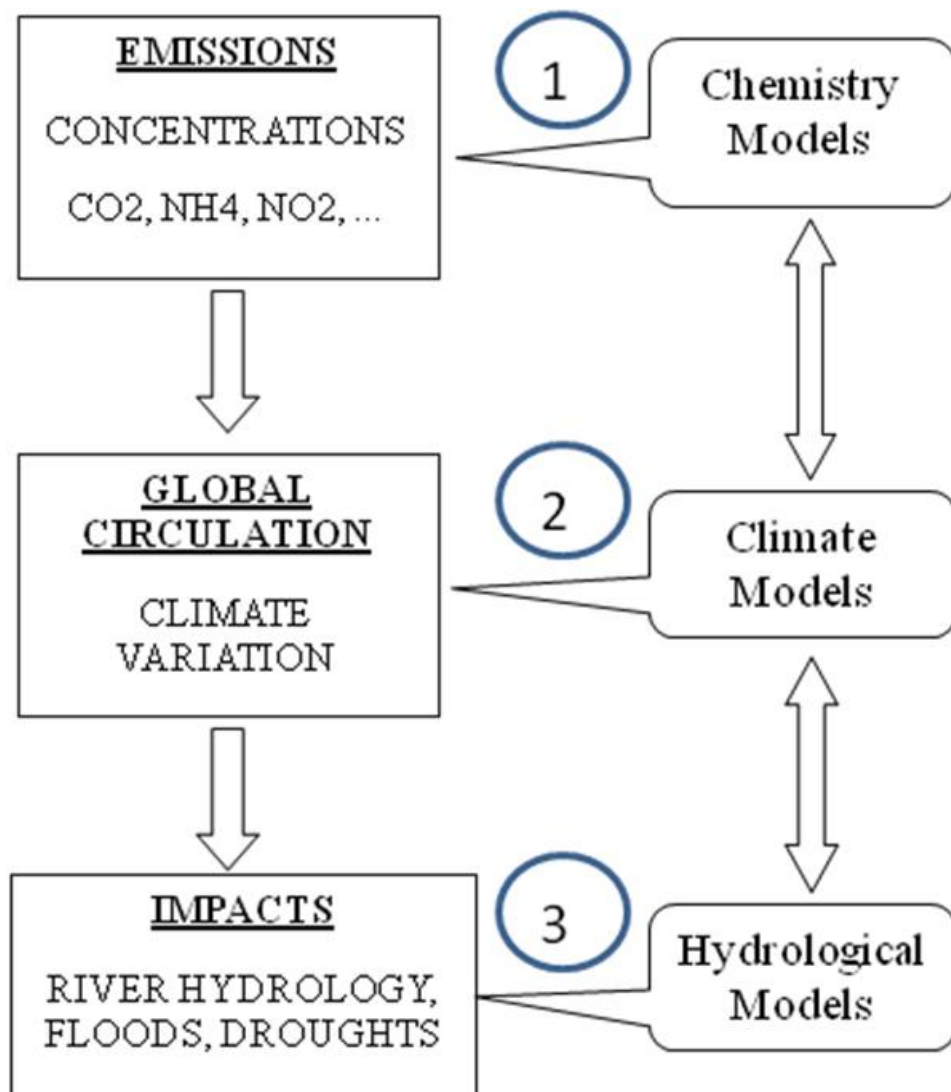 EMISSIONS
CONCENTRATIONS
CO2, NH4, NO2, ...
1
Chemistry
Models
GLOBAL
CIRCULATION
CLIMATE
VARIATION
2
Climate
Models
IMPACTS
RIVER HYDROLOGY,
FLOODS, DROUGHTS
3
Hydrological
Models